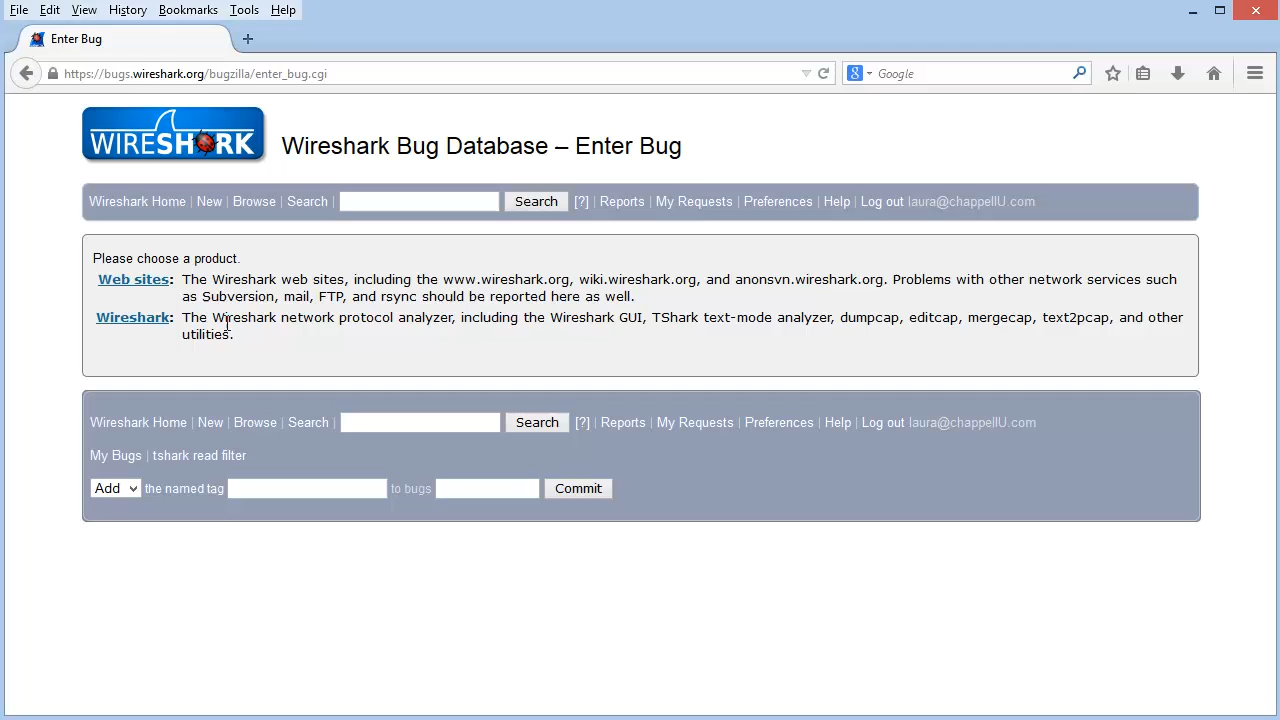 File Edit View History Bookmarks Tools Help
Enter Bug
https://bugs.wireshark.org/bugzilla/enter_bug.cgi
Google
WIRESHARK Wireshark Bug Database – Enter Bug
Wireshark Home | New | Browse | Search | Search [?] | Reports | My Requests | Preferences | Help | Log out laura@chappellU.com
Please choose a product.
Web sites: The Wireshark web sites, including the www.wireshark.org, wiki.wireshark.org, and anonsvn.wireshark.org. Problems with other network services such
as Subversion, mail, FTP, and rsync should be reported here as well.
Wireshark: The Wireshark network protocol analyzer, including the Wireshark GUI, TShark text-mode analyzer, dumpcap, editcap, mergecap, text2pcap, and other
utilities.
Wireshark Home | New | Browse | Search | Search [?] | Reports | My Requests | Preferences | Help | Log out laura@chappellU.com
My Bugs | tshark read filter
Add the named tag to bugs Commit